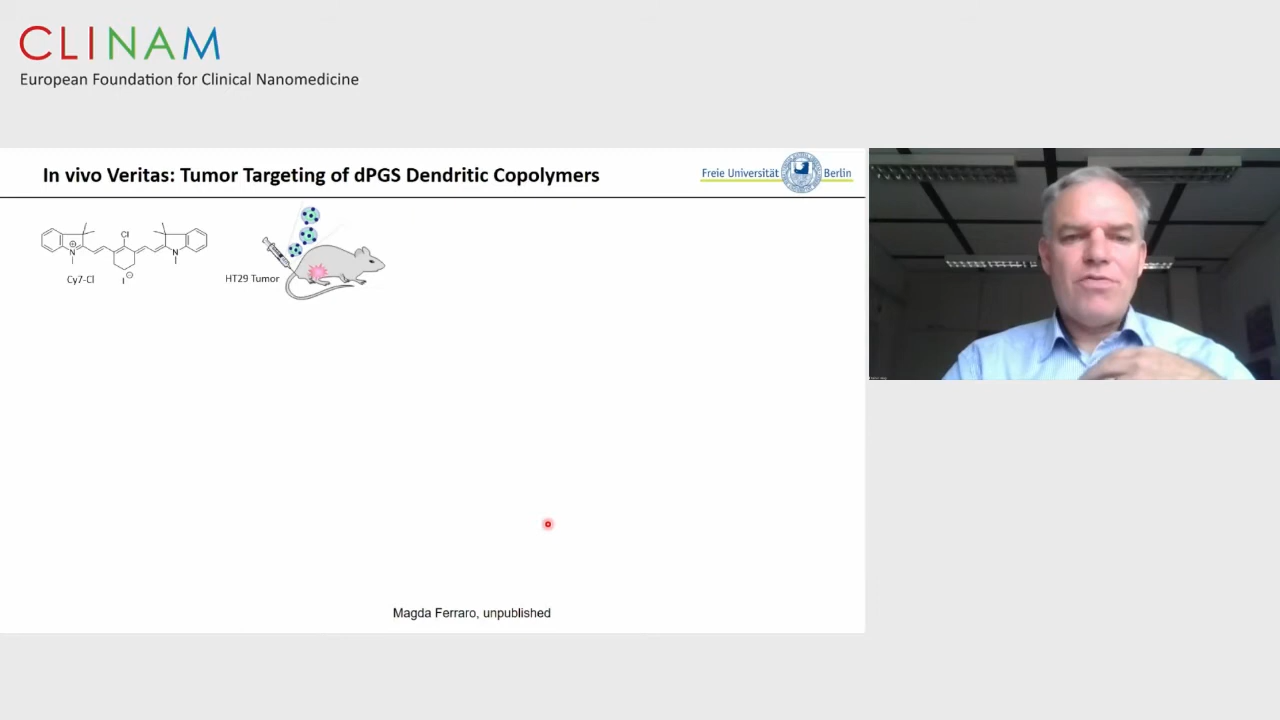 CLINAM
European Foundation for Clinical Nanomedicine
In vivo Veritas: Tumor Targeting of dPGS Dendritic Copolymers
Freie Universität Berlin
Cl
N
N
Cy7-Cl
I
HT29 Tumor
Magda Ferraro, unpublished